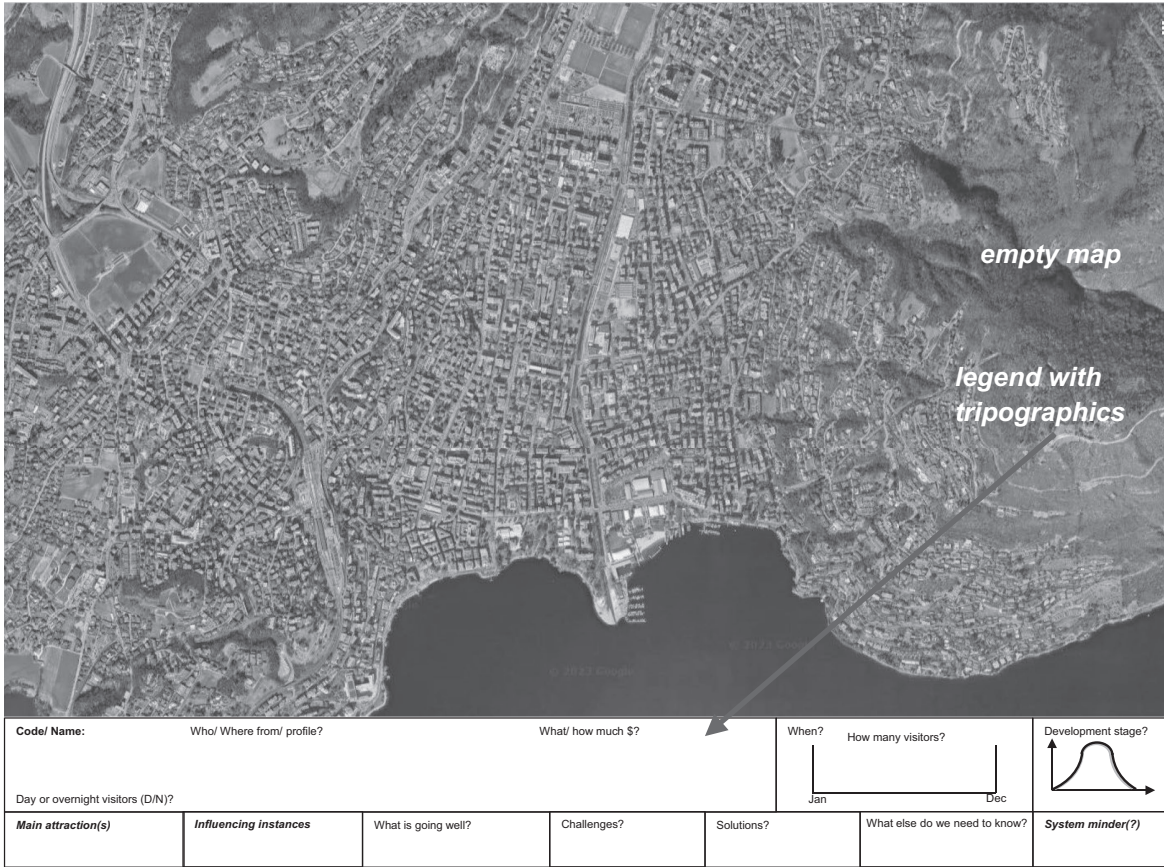 empty map
legend with
tripographics
© 2023 Google
© 2023 Google
Code/ Name:
Who/ Where from/ profile?
What/ how much $?
Day or overnight visitors (D/N)?
When?
How many visitors?
Jan
Dec
Development stage?
Main attraction(s)
Influencing instances
What is going well?
Challenges?
Solutions?
What else do we need to know?
System minder(?)